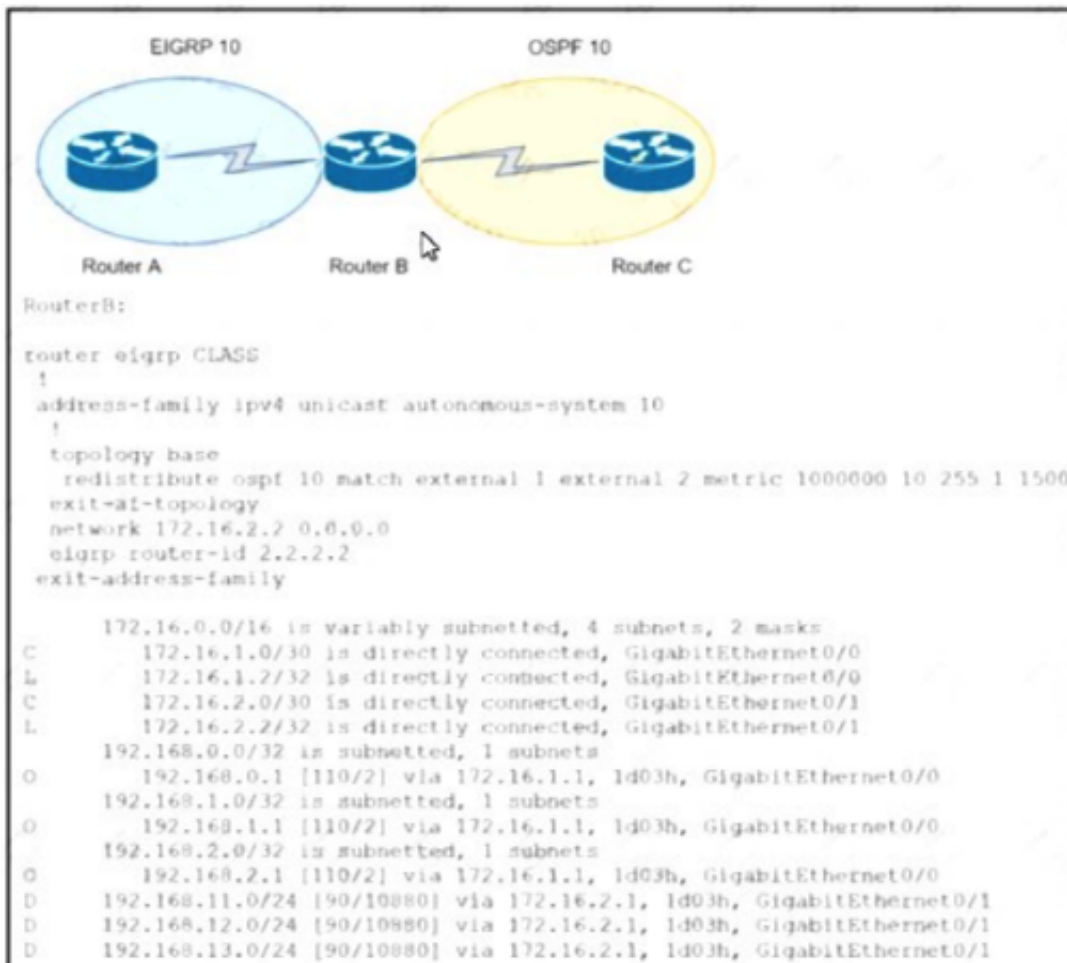 EIGRP 10
OSPF 10
Router A
Router B
Router C
RouterB:
router eigrp CLASS
!
address-family ipv4 unicast autonomous-system 10
!
topology base
redistribute ospf 10 match external 1 external 2 metric 1000000 10 255 1 1500
exit-af-topology
network 172.16.2.2 0.0.0.0
eigrp router-id 2.2.2.2
exit-address-family
172.16.0.0/16 is variably subnetted, 4 subnets, 2 masks
C 172.16.1.0/30 is directly connected, GigabitEthernet0/0
L 172.16.1.2/32 is directly connected, GigabitEthernet0/0
C 172.16.2.0/30 is directly connected, GigabitEthernet0/1
L 172.16.2.2/32 is directly connected, GigabitEthernet0/1
192.168.0.0/32 is subnetted, 1 subnets
O 192.168.0.1 [110/2] via 172.16.1.1, 1d03h, GigabitEthernet0/0
192.168.1.0/32 is subnetted, 1 subnets
O 192.168.1.1 [110/2] via 172.16.1.1, 1d03h, GigabitEthernet0/0
192.168.2.0/32 is subnetted, 1 subnets
O 192.168.2.1 [110/2] via 172.16.1.1, 1d03h, GigabitEthernet0/0
D 192.168.11.0/24 [90/10880] via 172.16.2.1, 1d03h, GigabitEthernet0/1
D 192.168.12.0/24 [90/10880] via 172.16.2.1, 1d03h, GigabitEthernet0/1
D 192.168.13.0/24 [90/10880] via 172.16.2.1, 1d03h, GigabitEthernet0/1